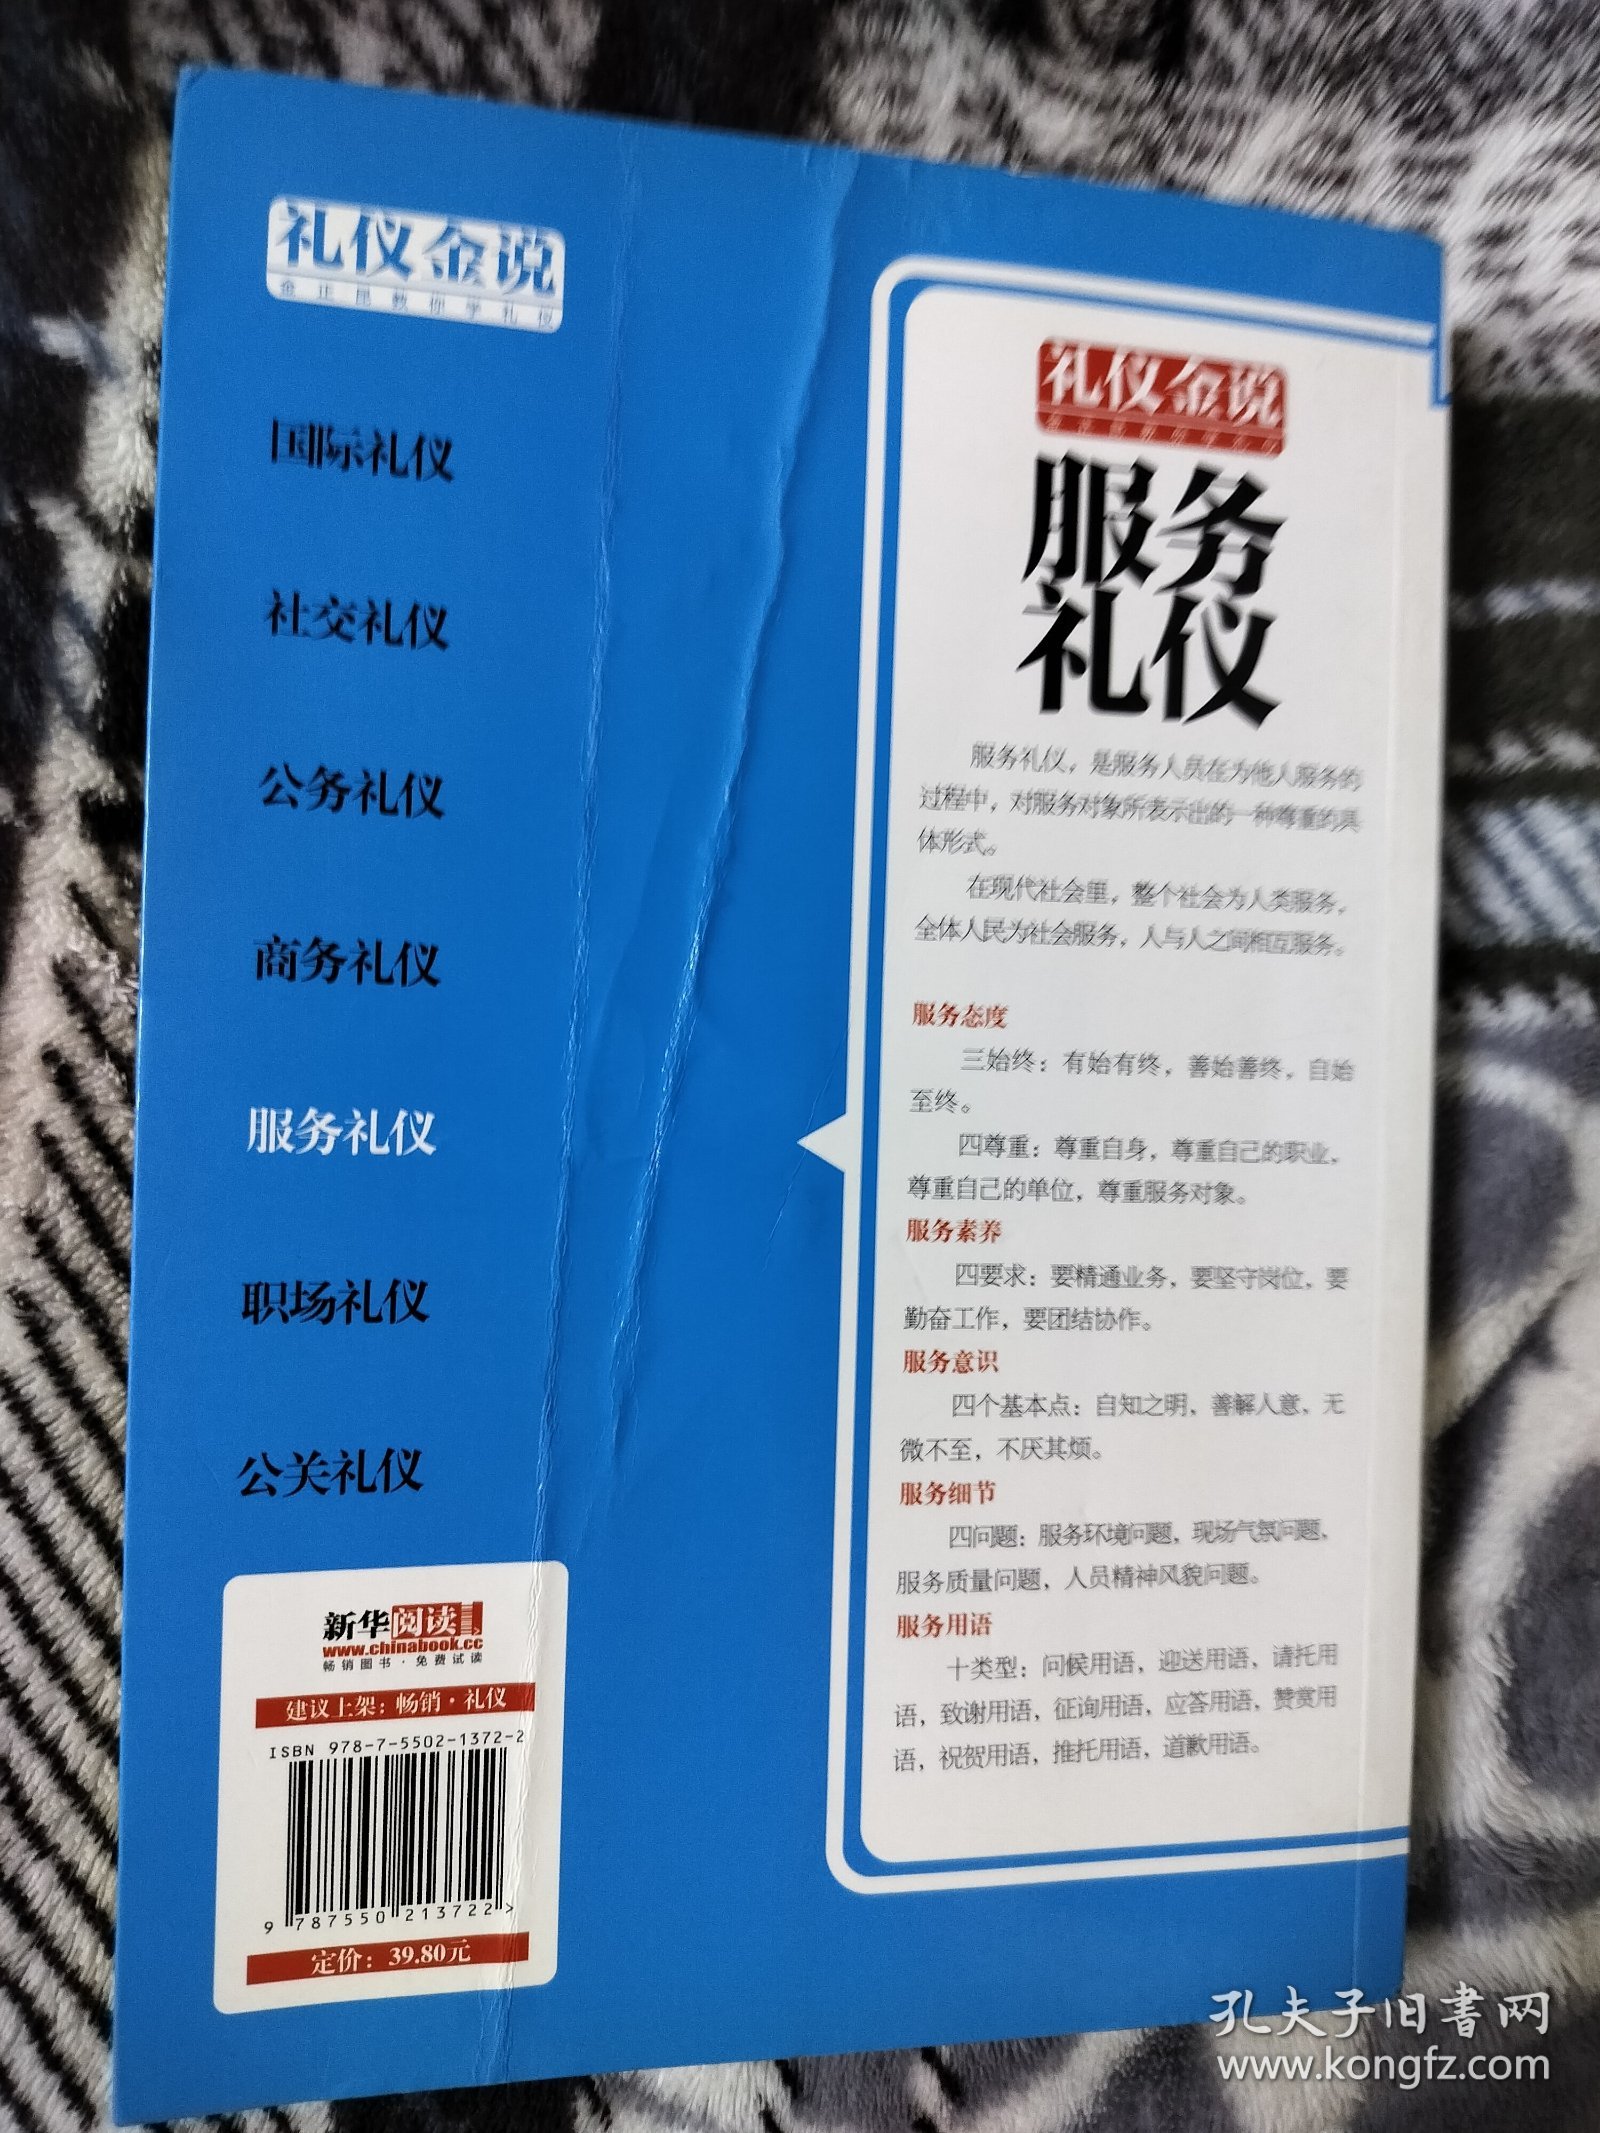 礼仪金说
金正昆教你学礼仪
国际礼仪
社交礼仪
公务礼仪
商务礼仪
服务礼仪
职场礼仪
公关礼仪
新华阅读
www.chinabook.cc
畅销图书·免费试读
建议上架：畅销·礼仪
ISBN 978-7-5502-1372-2
9 787550 213722 >
定价：39.80元
礼仪金说
金正昆教你学礼仪
服务
礼仪
服务礼仪，是服务人员在为他人服务的
过程中，对服务对象所表示出的一种尊重的具
体形式。
在现代社会里，整个社会为人类服务，
全体人民为社会服务，人与人之间相互服务。
服务态度
三始终：有始有终，善始善终，自始
至终。
四尊重：尊重自身，尊重自己的职业，
尊重自己的单位，尊重服务对象。
服务素养
四要求：要精通业务，要坚守岗位，要
勤奋工作，要团结协作。
服务意识
四个基本点：自知之明，善解人意，无
微不至，不厌其烦。
服务细节
四问题：服务环境问题，现场气氛问题，
服务质量问题，人员精神风貌问题。
服务用语
十类型：问候用语，迎送用语，请托用
语，致谢用语，征询用语，应答用语，赞赏用
语，祝贺用语，推托用语，道歉用语。
孔夫子旧书网
www.kongfz.com